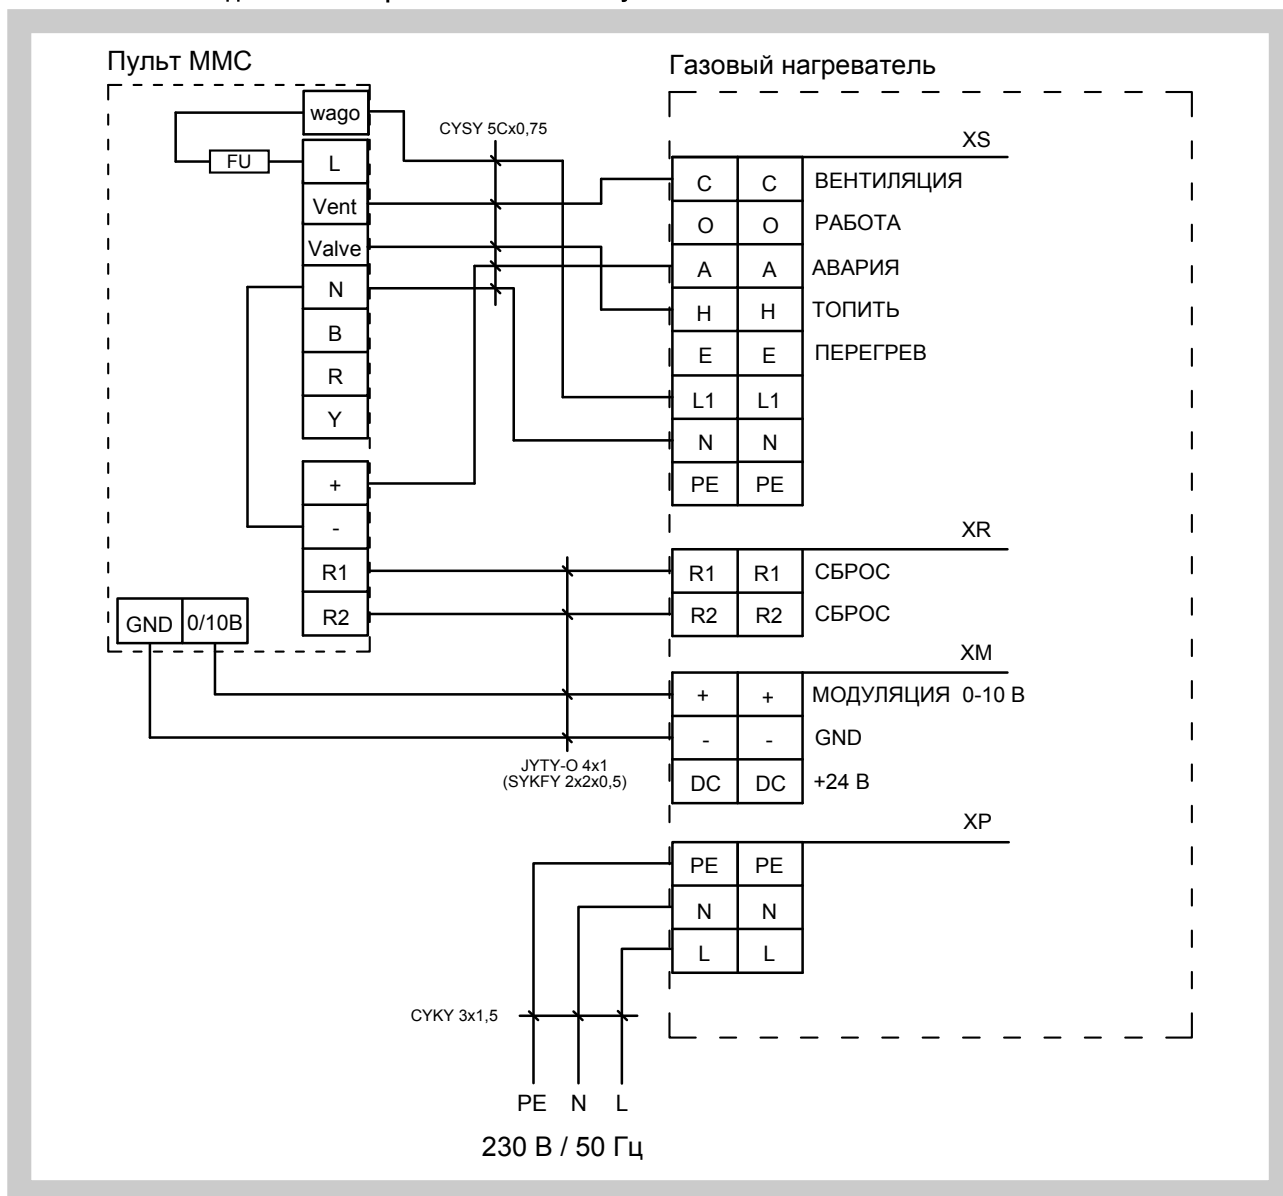 Пульт ММС
Газовый нагреватель
wago
L
Vent
Valve
N
B
R
Y
+
-
R1
R2
FU
GND 0/10В
CYSY 5Cx0,75
XS
C C ВЕНТИЛЯЦИЯ
O O РАБОТА
A A АВАРИЯ
H H ТОПИТЬ
E E ПЕРЕГРЕВ
L1 L1
N N
PE PE
XR
R1 R1 СБРОС
R2 R2 СБРОС
XM
+ + МОДУЛЯЦИЯ 0-10 В
- - GND
DC DC +24 В
JYTY-O 4x1
(SYKFY 2x2x0,5)
XP
PE PE
N N
L L
CYKY 3x1,5
PE N L
230 В / 50 Гц